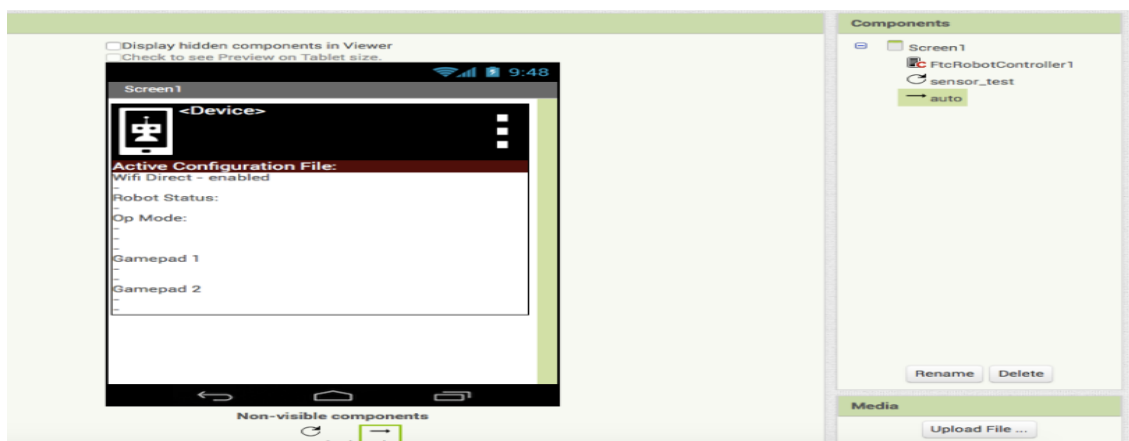 Display hidden components in Viewer
Check to see Preview on Tablet size.
9:48
Screen1
<Device>
Active Configuration File:
Wifi Direct - enabled
-
Robot Status:
-
Op Mode:
-
-
-
Gamepad 1
-
-
Gamepad 2
-
-
Non-visible components
Components
Screen1
FtcRobotController1
sensor_test
auto
Rename Delete
Media
Upload File ...